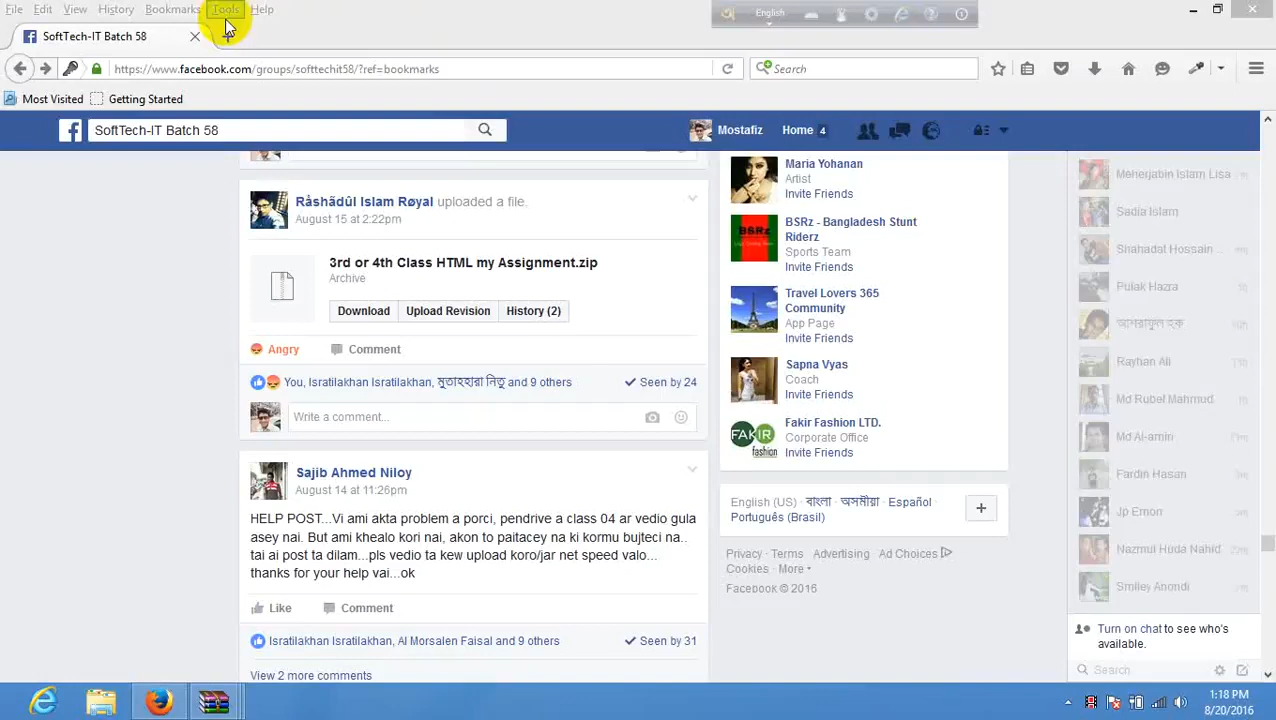 File Edit View History Bookmarks Tools Help
English
SoftTech-IT Batch 58
https://www.facebook.com/groups/softtechit58/?ref=bookmarks
Search
Most Visited Getting Started
SoftTech-IT Batch 58
Mostafiz Home 4
Råshãdûl Islam Røyal uploaded a file.
August 15 at 2:22pm
3rd or 4th Class HTML my Assignment.zip
Archive
Download Upload Revision History (2)
Angry Comment
You, Isratilakhan Isratilakhan, মুতাহহারা নিতু and 9 others
Seen by 24
Write a comment...
Sajib Ahmed Niloy
August 14 at 11:26pm
HELP POST...Vi ami akta problem a porci, pendrive a class 04 ar vedio gula
asey nai. But ami khealo kori nai, akon to paitacey na ki kormu bujteci na..
tai ai post ta dilam...pls vedio ta kew upload koro/jar net speed valo...
thanks for your help vai...ok
Like Comment
Isratilakhan Isratilakhan, Al Morsalen Faisal and 9 others
Seen by 31
View 2 more comments
Maria Yohanan
Artist
Invite Friends
BSRz - Bangladesh Stunt
Riderz
Sports Team
Invite Friends
Travel Lovers 365
Community
App Page
Invite Friends
Sapna Vyas
Coach
Invite Friends
FAKIR
fashion
Fakir Fashion LTD.
Corporate Office
Invite Friends
English (US) · বাংলা · অসমীয়া · Español ·
Português (Brasil)
Privacy · Terms · Advertising · Ad Choices
Cookies · More
Facebook © 2016
Meherjabin Islam Lisa
Sadia Islam
Shahadat Hossain ...
Pulak Hazra
আশরাফুল হক
Rayhan Ali
Md Rubel Mahmud
Md Al-amin
Fardin Hasan
Jp Emon
Nazmul Huda Nahid
Smiley Anondi
Turn on chat to see who's
available.
Search
1:18 PM
8/20/2016